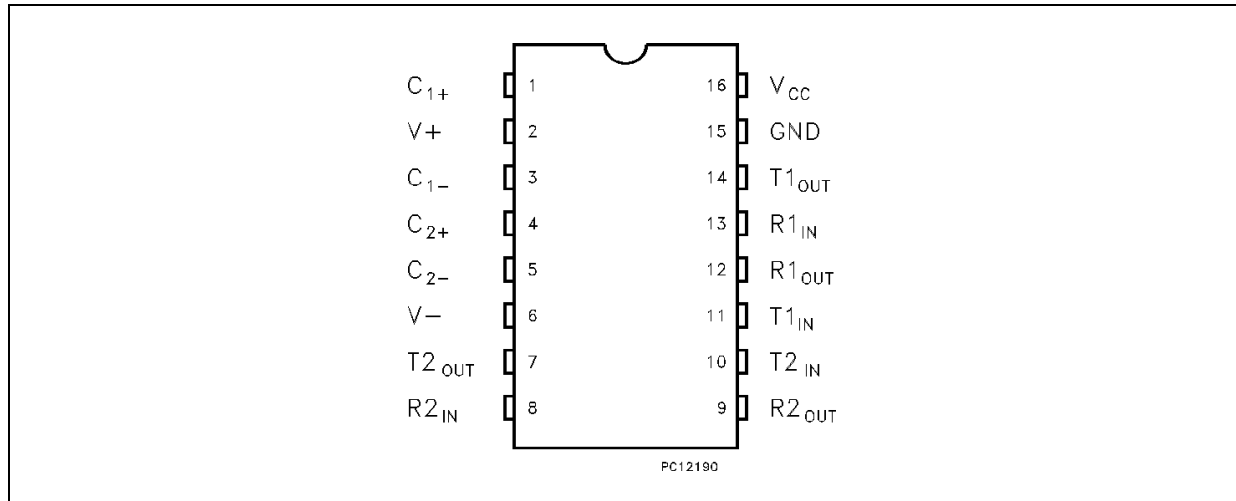 C1+ 1 16 VCC
V+ 2 15 GND
C1− 3 14 T1OUT
C2+ 4 13 R1IN
C2− 5 12 R1OUT
V− 6 11 T1IN
T2OUT 7 10 T2IN
R2IN 8 9 R2OUT
PC12190